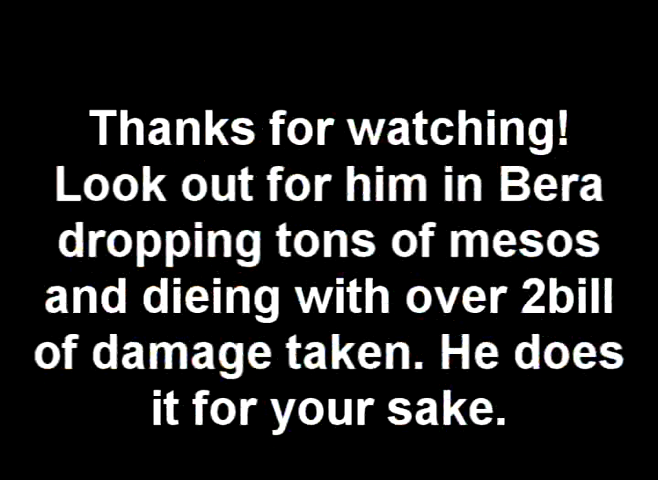 Thanks for watching!
Look out for him in Bera
dropping tons of mesos
and dieing with over 2bill
of damage taken. He does
it for your sake.